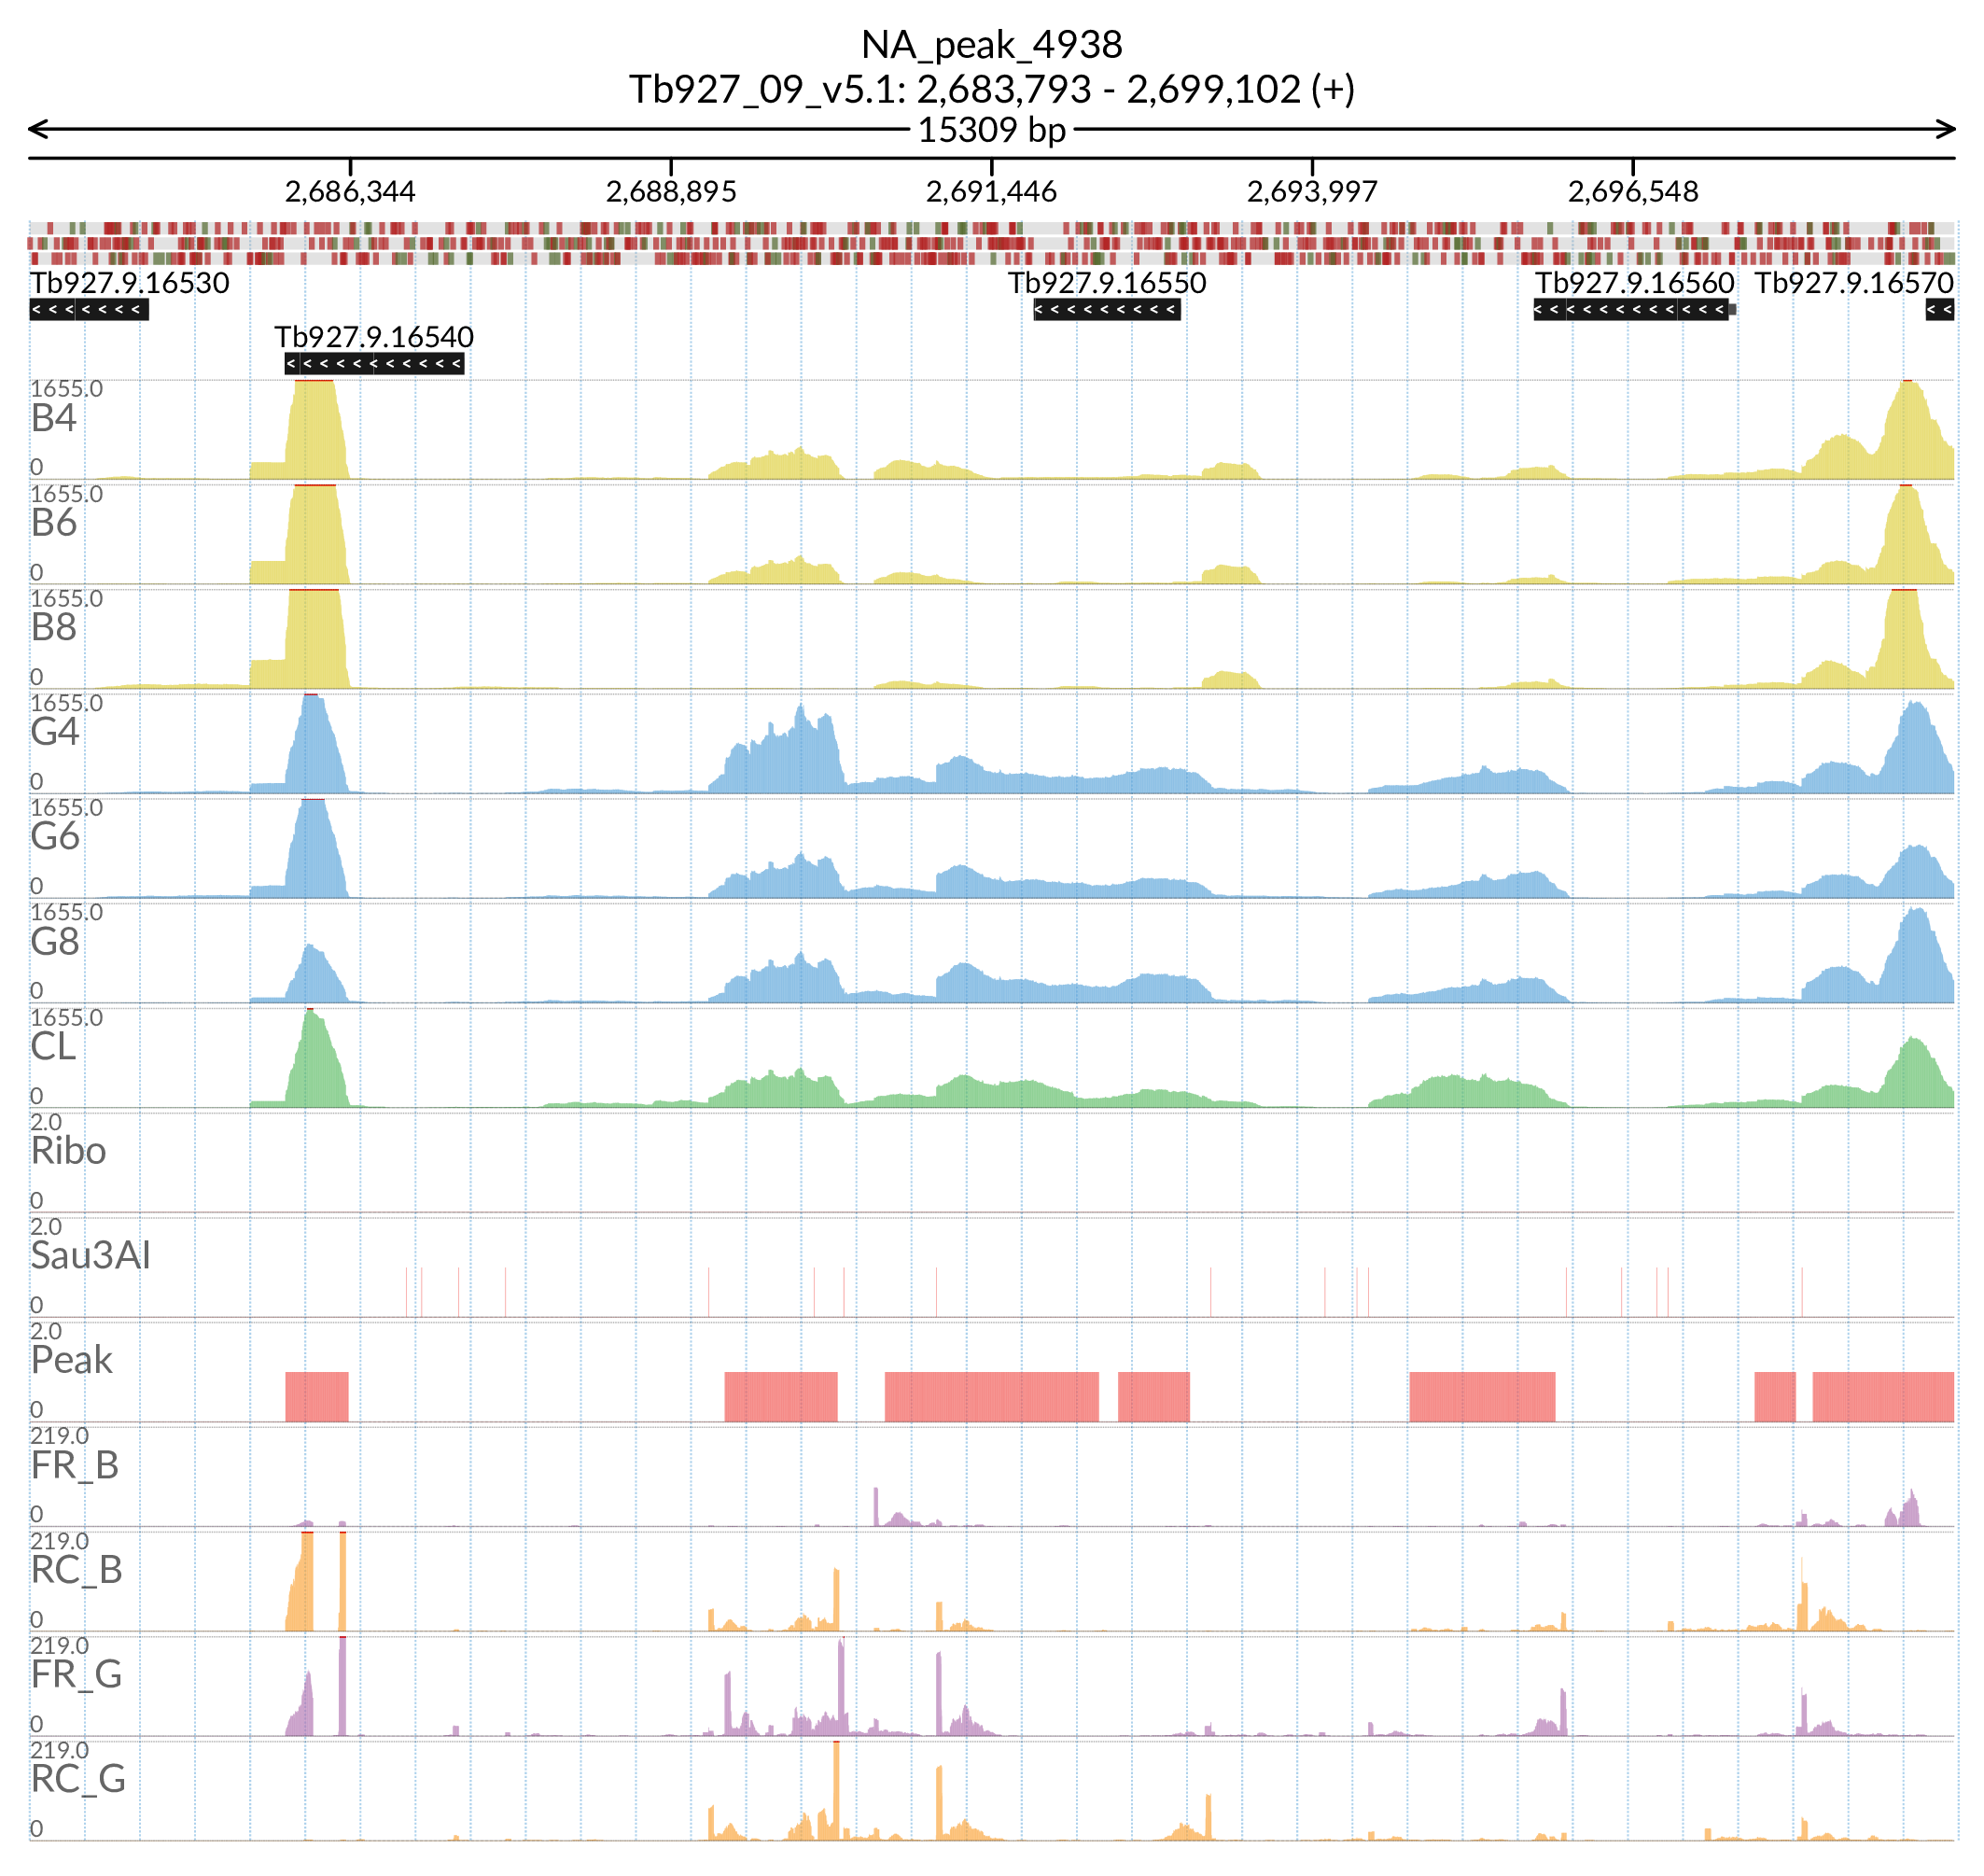 NA_peak_4938
Tb927_09_v5.1: 2,683,793 - 2,699,102 (+)
15309 bp
2,686,344 2,688,895 2,691,446 2,693,997 2,696,548
Tb927.9.16530 Tb927.9.16550 Tb927.9.16560 Tb927.9.16570
Tb927.9.16540
1655.0
B4
0
1655.0
B6
0
1655.0
B8
0
1655.0
G4
0
1655.0
G6
0
1655.0
G8
0
1655.0
CL
0
2.0
Ribo
0
2.0
Sau3AI
0
2.0
Peak
0
219.0
FR_B
0
219.0
RC_B
0
219.0
FR_G
0
219.0
RC_G
0